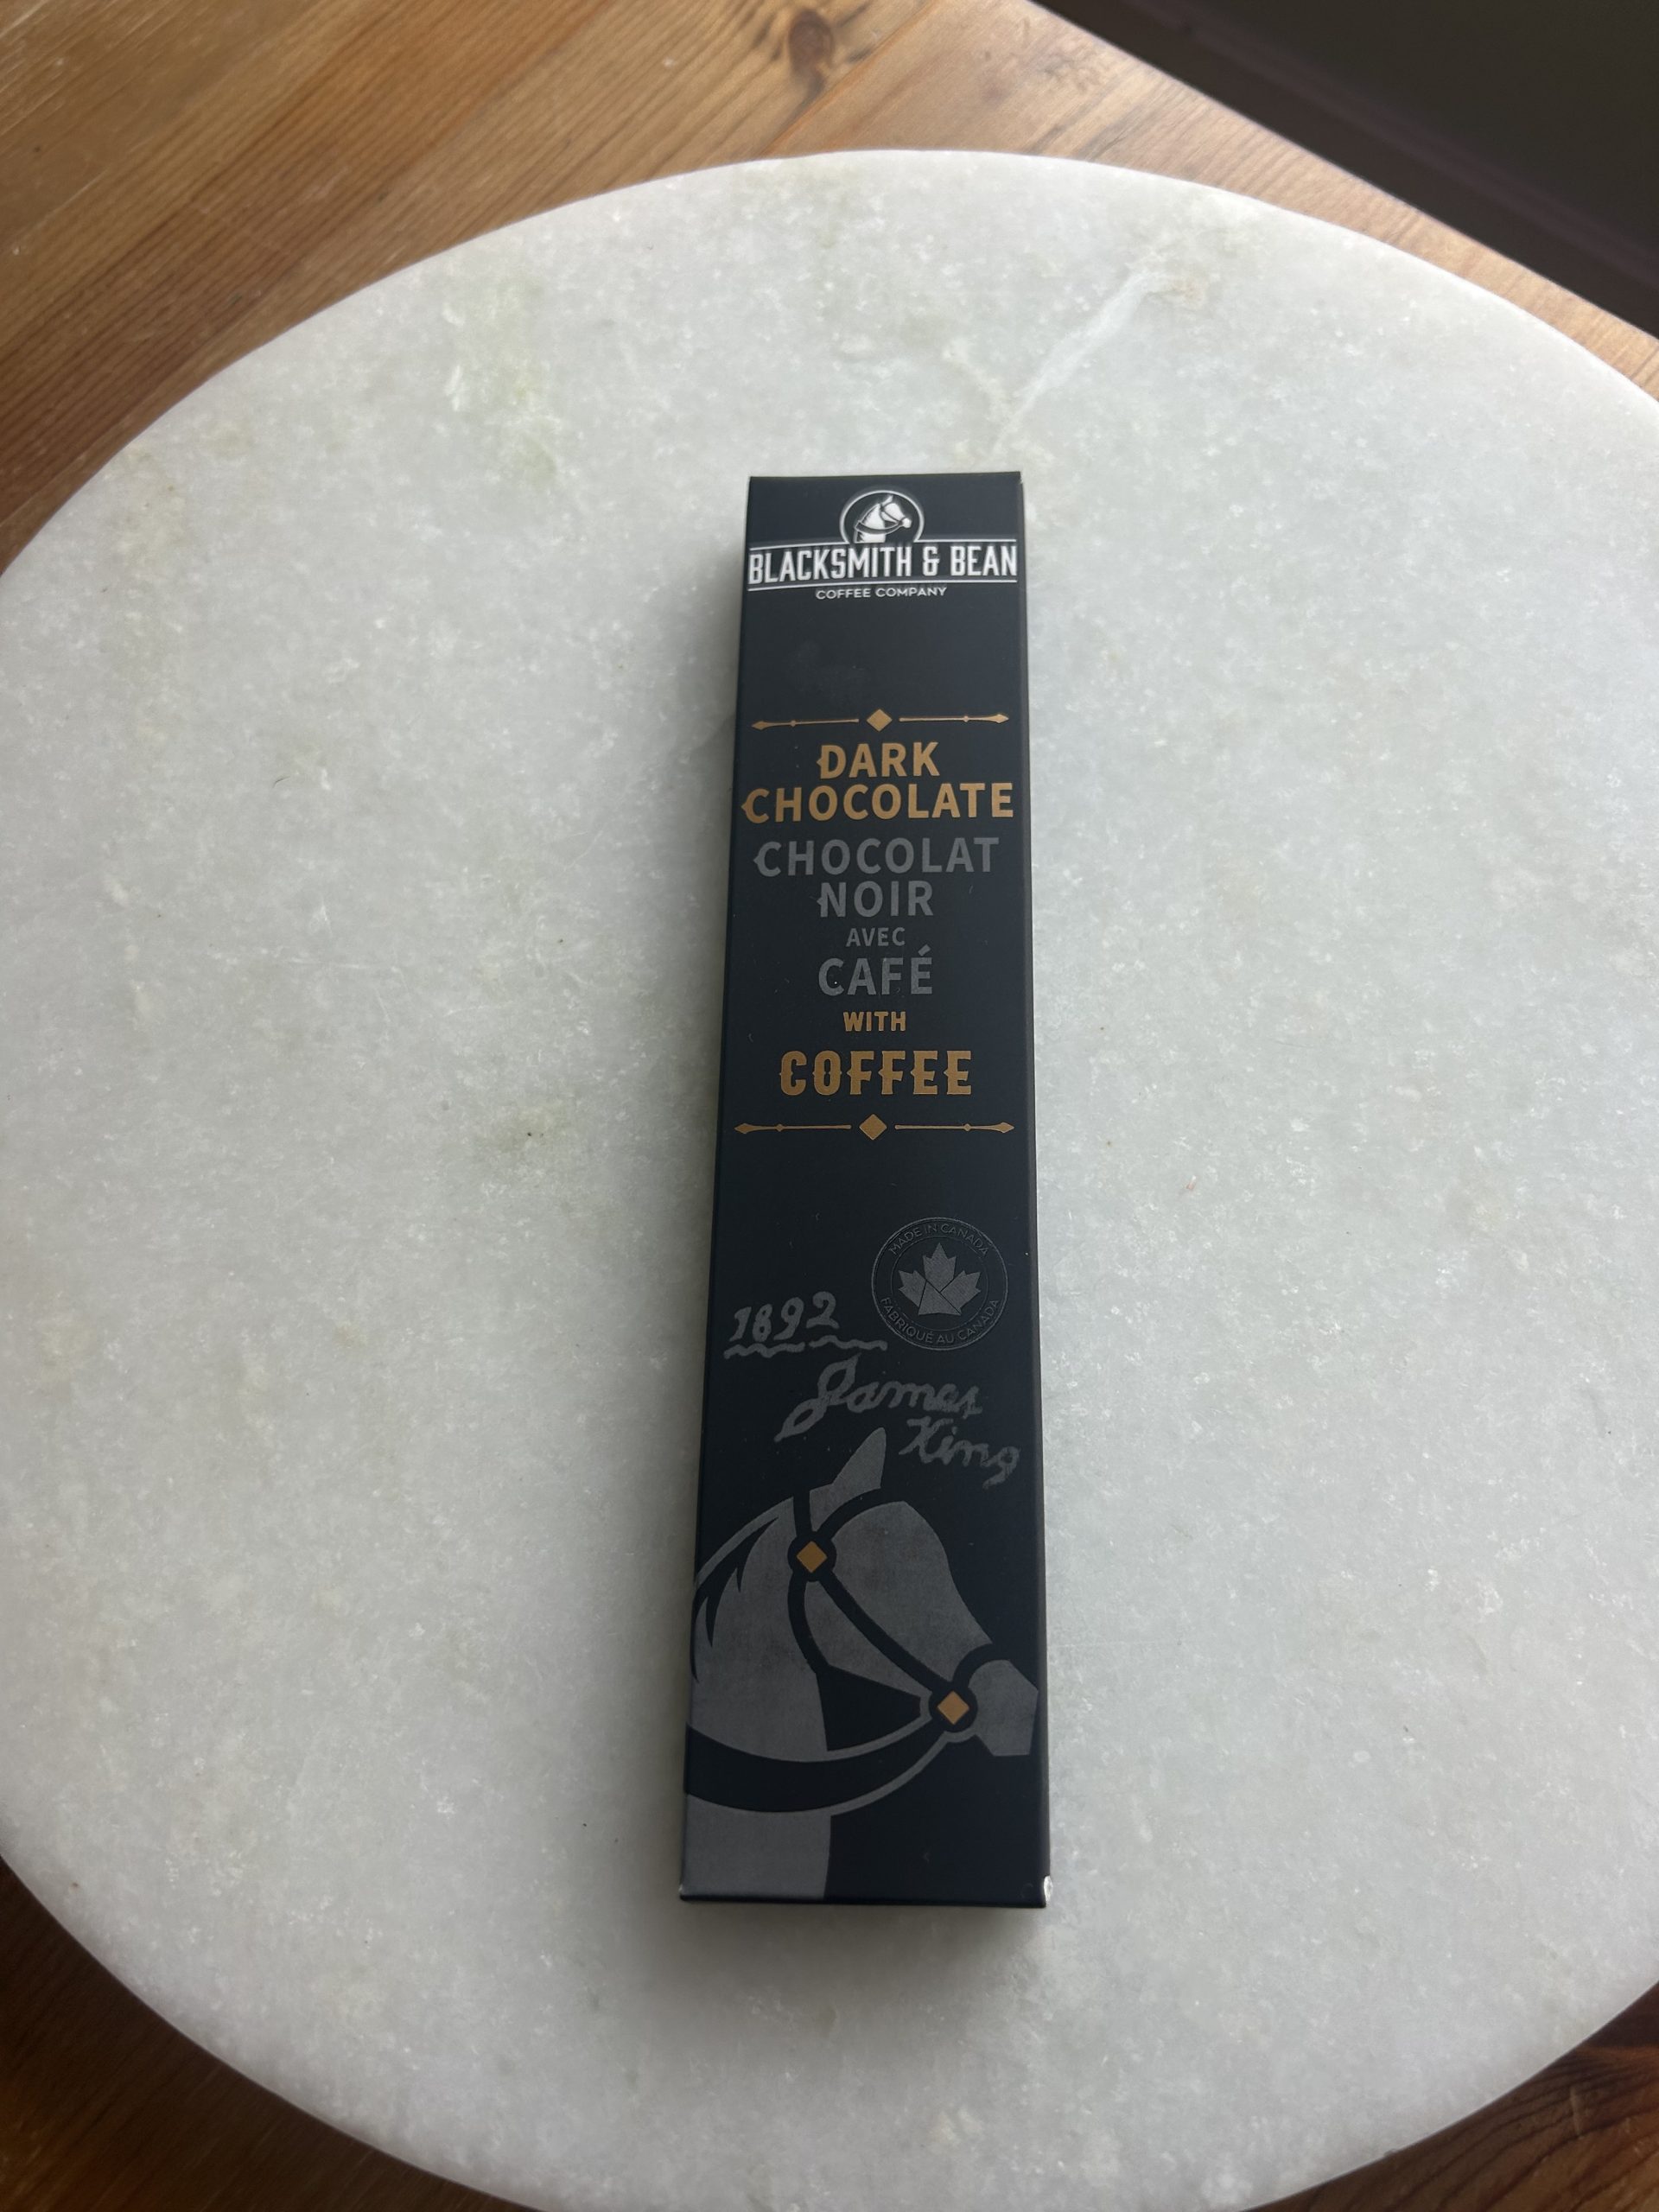 BLACKSMITH & BEAN
COFFEE COMPANY
DARK
CHOCOLATE
CHOCOLAT
NOIR
AVEC
CAFÉ
WITH
COFFEE
MADE IN CANADA
FABRIQUÉ AU CANADA
1892
James
King